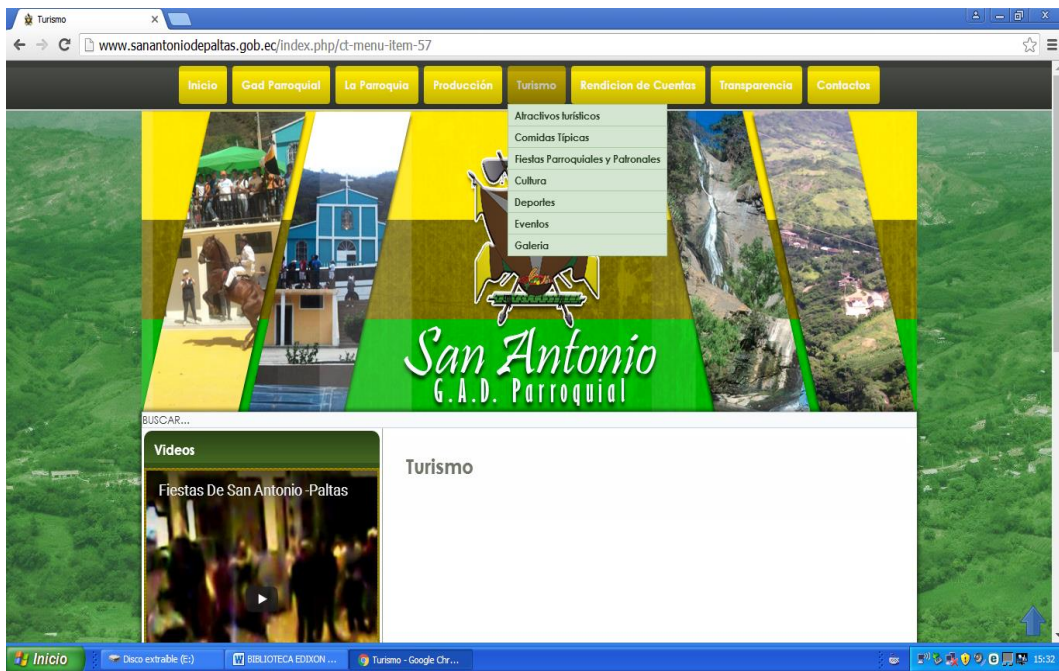 Turismo
www.sanantoniodepaltas.gob.ec/index.php/ct-menu-item-57
Inicio Gad Parroquial La Parroquia Producción Turismo Rendicion de Cuentas Transparencia Contactos
Atractivos turísticos
Comidas Típicas
Fiestas Parroquiales y Patronales
Cultura
Deportes
Eventos
Galeria
San Antonio
G.A.D. Parroquial
BUSCAR...
Videos
Turismo
Fiestas De San Antonio -Paltas
Inicio Disco extraíble (E:) BIBLIOTECA EDIXON ... Turismo - Google Chr... 15:32